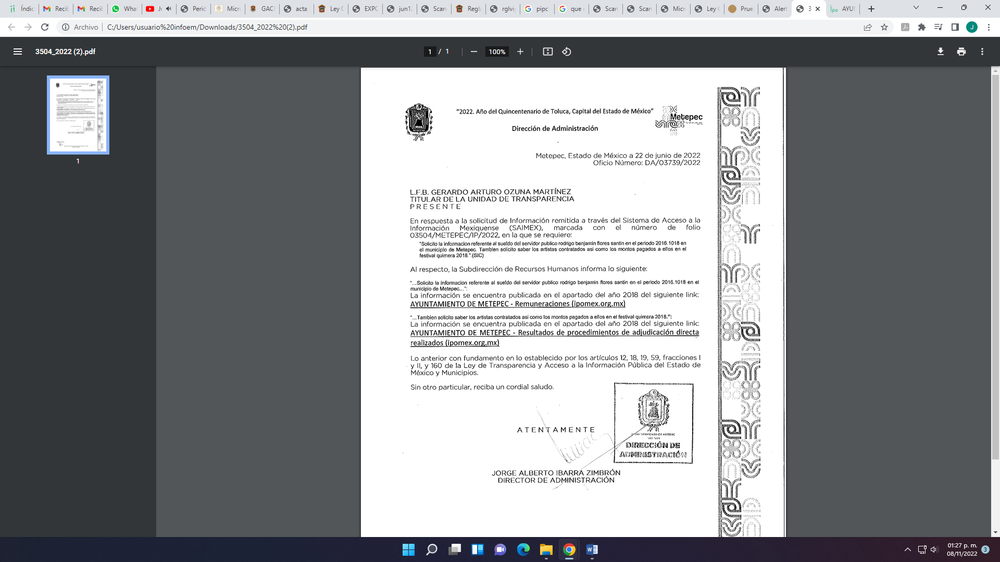 Índic
Recib
Recib
What
Ju
Perió
Micro
GACE
acta
Ley C
EXPC
jun12
Scan
Regla
rglvig
pipc
que
Scan
Scan
Micr
Ley C
Prue
Alert
3
AYUN
Archivo
C:/Users/usuario%20infoem/Downloads/3504_2022%20(2).pdf
J
3504_2022 (2).pdf
1 / 1
100%
1
"2022. Año del Quincentenario de Toluca, Capital del Estado de México"
Metepec
Dirección de Administración
Metepec, Estado de México a 22 de junio de 2022
Oficio Número: DA/03739/2022
L.F.B. GERARDO ARTURO OZUNA MARTÍNEZ
TITULAR DE LA UNIDAD DE TRANSPARENCIA
P R E S E N T E
En respuesta a la solicitud de Información remitida a través del Sistema de Acceso a la
Información Mexiquense (SAIMEX), marcada con el número de folio
03504/METEPEC/IP/2022, en la que se requiere:
"Solicito la informacion referente al sueldo del servidor publico rodrigo benjamin flores santin en el periodo 2016.1018 en
el municipio de Metepec. Tambien solicito saber los artistas contratados asi como los montos pagados a ellos en el
festival quimera 2018.".(SIC)
Al respecto, la Subdirección de Recursos Humanos informa lo siguiente:
"...Solicito la informacion referente al sueldo del servidor publico rodrigo benjamin flores santin en el periodo 2016.1018 en el
municipio de Metepec...":
La información se encuentra publicada en el apartado del año 2018 del siguiente link:
AYUNTAMIENTO DE METEPEC - Remuneraciones (ipomex.org.mx)
"...Tambien solicito saber los artistas contratados asi como los montos pagados a ellos en el festival quimera 2018.":
La información se encuentra publicada en el apartado del año 2018 del siguiente link:
AYUNTAMIENTO DE METEPEC - Resultados de procedimientos de adjudicación directa
realizados (ipomex.org.mx)
Lo anterior con fundamento en lo establecido por los artículos 12, 18, 19, 59, fracciones I
y II, y 160 de la Ley de Transparencia y Acceso a la Información Pública del Estado de
México y Municipios.
Sin otro particular, reciba un cordial saludo.
A T E N T A M E N T E
DIRECCIÓN DE
ADMINISTRACIÓN
JORGE ALBERTO IBARRA ZIMBRÓN
DIRECTOR DE ADMINISTRACIÓN
01:27 p. m.
08/11/2022
3